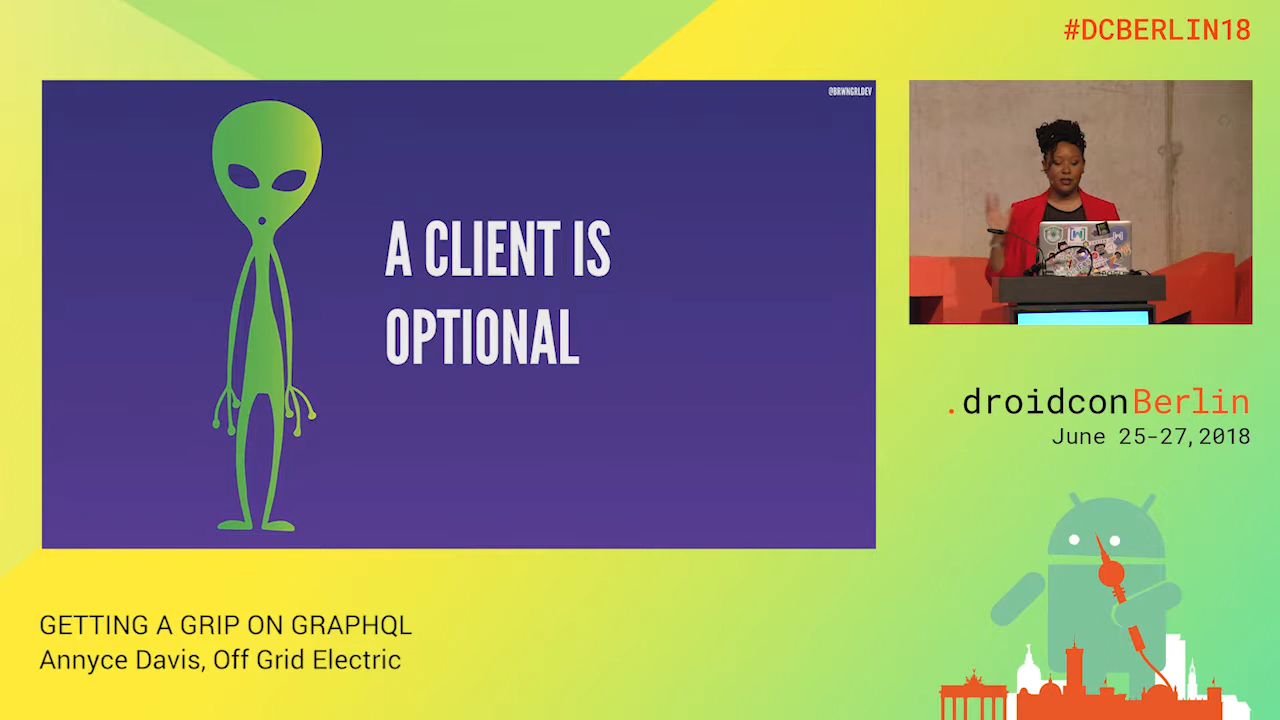 #DCBERLIN18
@BRWNGRLDEV
A CLIENT IS
OPTIONAL
.droidconBerlin
June 25-27, 2018
GETTING A GRIP ON GRAPHQL
Annyce Davis, Off Grid Electric